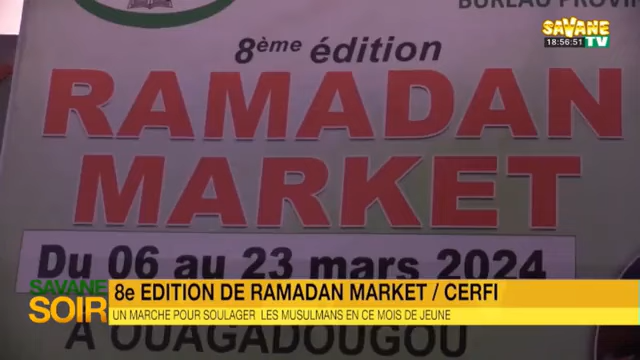 BUREAU PROVIN
SAVANE
18:56:51 TV
8ème édition
RAMADAN
MARKET
Du 06 au 23 mars 2024
SAVANE
SOIR
8e EDITION DE RAMADAN MARKET / CERFI
UN MARCHE POUR SOULAGER LES MUSULMANS EN CE MOIS DE JEUNE
A OUAGADOUGOU